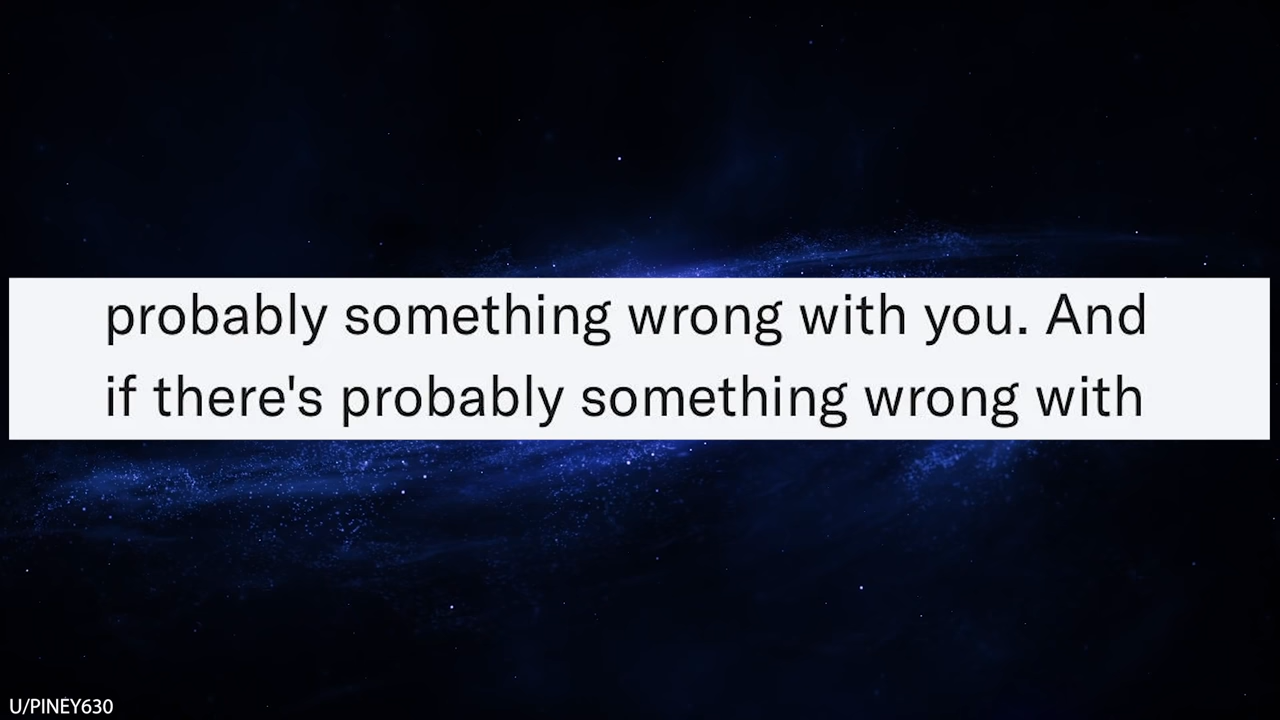 probably something wrong with you. And
if there's probably something wrong with
U/PINEY630